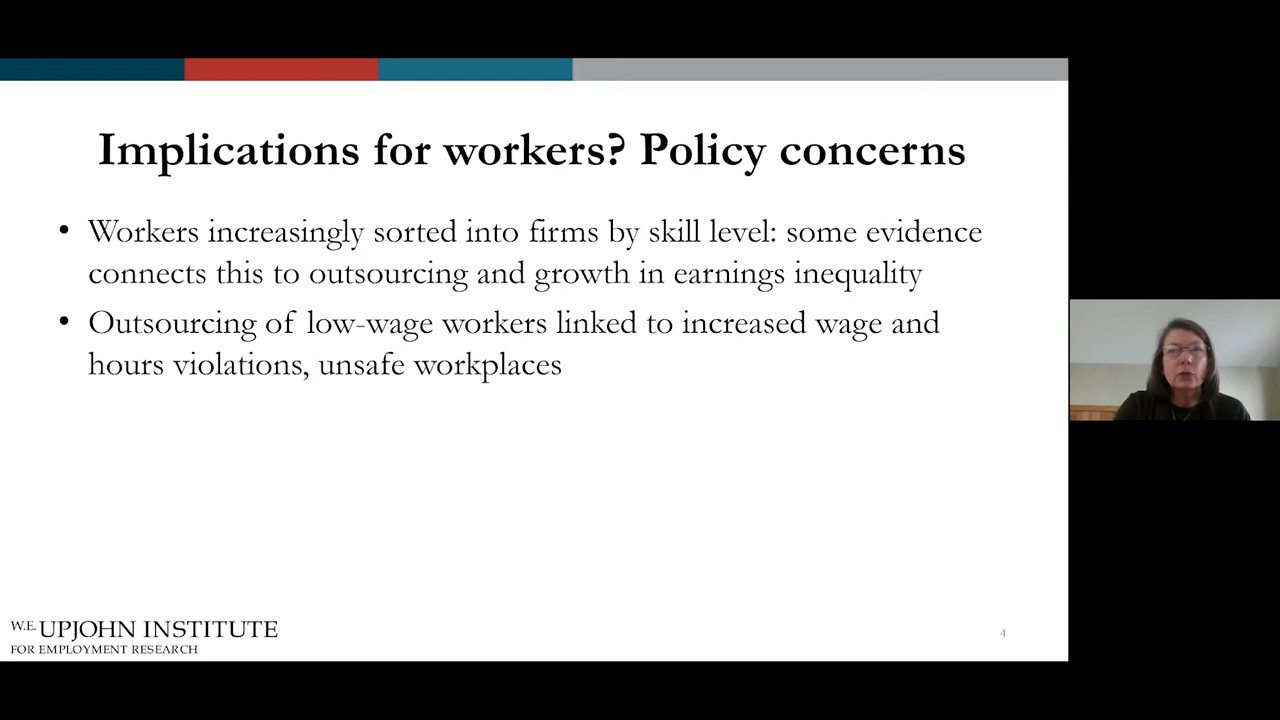 Implications for workers? Policy concerns
• Workers increasingly sorted into firms by skill level: some evidence
connects this to outsourcing and growth in earnings inequality
• Outsourcing of low-wage workers linked to increased wage and
hours violations, unsafe workplaces
W.E. UPJOHN INSTITUTE
FOR EMPLOYMENT RESEARCH
4